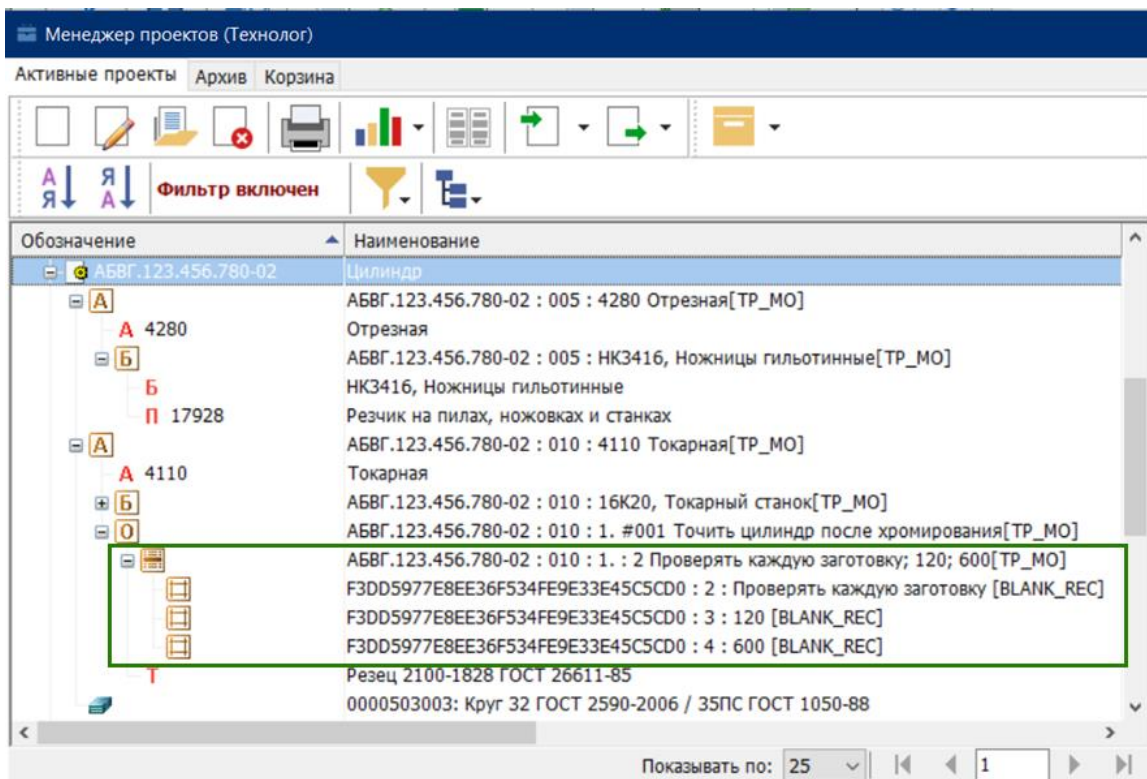 Менеджер проектов (Технолог)
Активные проекты Архив Корзина
А Я Я А Фильтр включен
Обозначение Наименование
АБВГ.123.456.780-02 Цилиндр
А АБВГ.123.456.780-02 : 005 : 4280 Отрезная[ТР_МО]
А 4280 Отрезная
Б АБВГ.123.456.780-02 : 005 : НК3416, Ножницы гильотинные[ТР_МО]
Б НК3416, Ножницы гильотинные
П 17928 Резчик на пилах, ножовках и станках
А АБВГ.123.456.780-02 : 010 : 4110 Токарная[ТР_МО]
А 4110 Токарная
Б АБВГ.123.456.780-02 : 010 : 16К20, Токарный станок[ТР_МО]
О АБВГ.123.456.780-02 : 010 : 1. #001 Точить цилиндр после хромирования[ТР_МО]
АБВГ.123.456.780-02 : 010 : 1. : 2 Проверять каждую заготовку; 120; 600[ТР_МО]
F3DD5977E8EE36F534FE9E33E45C5CD0 : 2 : Проверять каждую заготовку [BLANK_REC]
F3DD5977E8EE36F534FE9E33E45C5CD0 : 3 : 120 [BLANK_REC]
F3DD5977E8EE36F534FE9E33E45C5CD0 : 4 : 600 [BLANK_REC]
Т Резец 2100-1828 ГОСТ 26611-85
0000503003: Круг 32 ГОСТ 2590-2006 / 35ПС ГОСТ 1050-88
Показывать по: 25 1